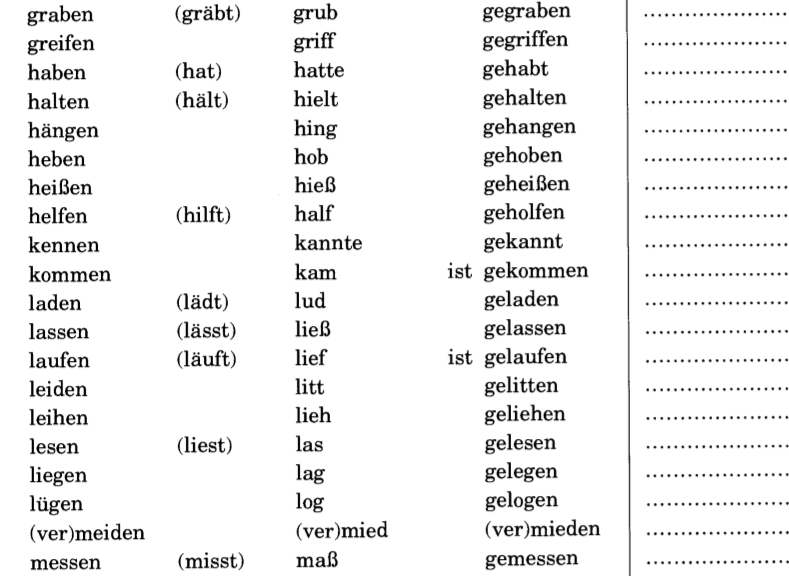 graben (gräbt) grub gegraben ........................
greifen griff gegriffen ........................
haben (hat) hatte gehabt ........................
halten (hält) hielt gehalten ........................
hängen hing gehangen ........................
heben hob gehoben ........................
heißen hieß geheißen ........................
helfen (hilft) half geholfen ........................
kennen kannte gekannt ........................
kommen kam ist gekommen ........................
laden (lädt) lud geladen ........................
lassen (lässt) ließ gelassen ........................
laufen (läuft) lief ist gelaufen ........................
leiden litt gelitten ........................
leihen lieh geliehen ........................
lesen (liest) las gelesen ........................
liegen lag gelegen ........................
lügen log gelogen ........................
(ver)meiden (ver)mied (ver)mieden ........................
messen (misst) maß gemessen ........................